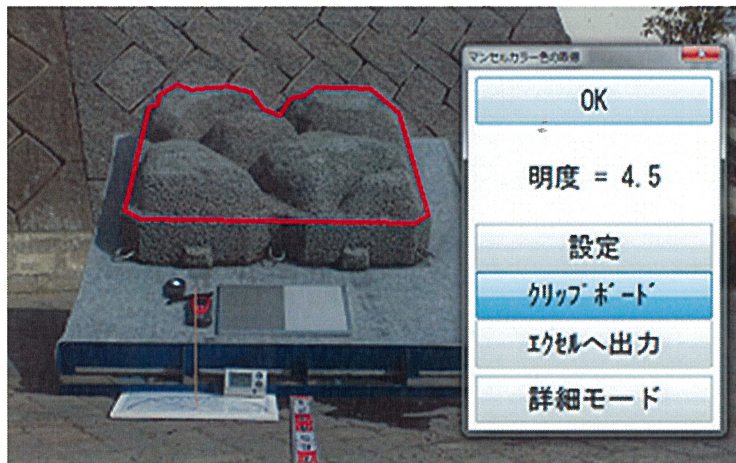 マンセルカラー色の取得
OK
明度 = 4.5
設定
ｸﾘｯﾌﾟﾎﾞｰﾄﾞ
ｴｸｾﾙへ出力
詳細モード